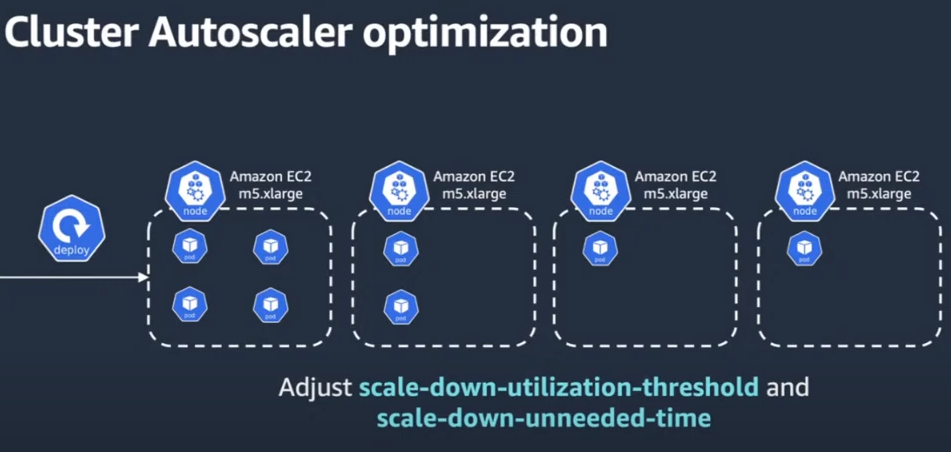 Cluster Autoscaler optimization
deploy
node
Amazon EC2
m5.xlarge
pod
pod
pod
pod
node
Amazon EC2
m5.xlarge
pod
pod
node
Amazon EC2
m5.xlarge
pod
node
Amazon EC2
m5.xlarge
pod
Adjust scale-down-utilization-threshold and
scale-down-unneeded-time